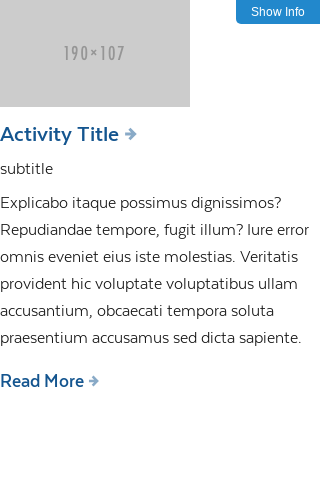 Show Info
190×107
Activity Title
subtitle
Explicabo itaque possimus dignissimos?
Repudiandae tempore, fugit illum? Iure error
omnis eveniet eius iste molestias. Veritatis
provident hic voluptate voluptatibus ullam
accusantium, obcaecati tempora soluta
praesentium accusamus sed dicta sapiente.
Read More